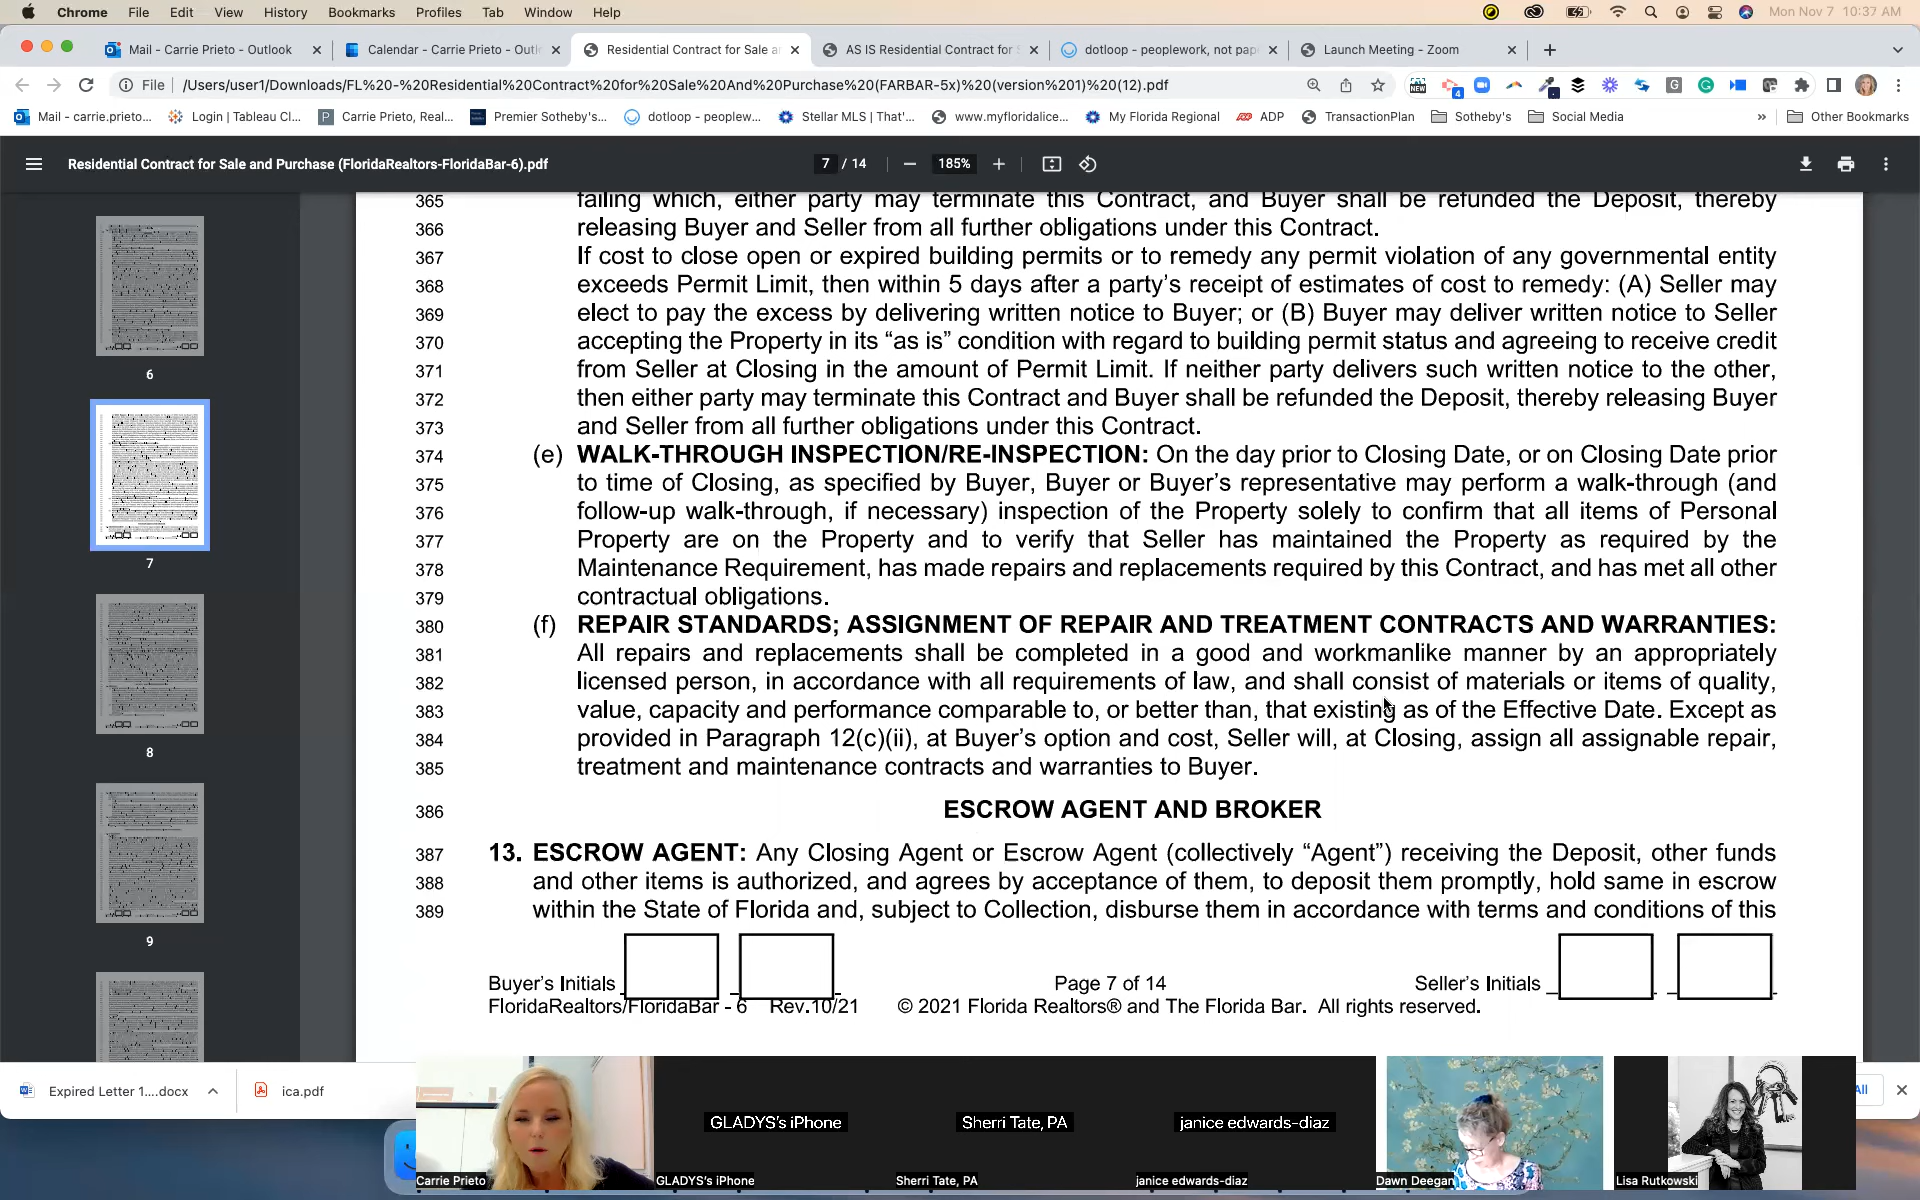 Chrome File Edit View History Bookmarks Profiles Tab Window Help Mon Nov 7 10:37 AM
Mail - Carrie Prieto - Outlook
Calendar - Carrie Prieto - Outl
Residential Contract for Sale a
AS IS Residential Contract for S
dotloop - peoplework, not pap
Launch Meeting - Zoom
File /Users/user1/Downloads/FL%20-%20Residential%20Contract%20for%20Sale%20And%20Purchase%20(FARBAR-5x)%20(version%201)%20(12).pdf
NEW
4
G
Mail - carrie.prieto... Login | Tableau Cl... Carrie Prieto, Real... Premier Sotheby's... dotloop - peoplew... Stellar MLS | That'... www.myfloridalice... My Florida Regional ADP TransactionPlan Sotheby's Social Media » Other Bookmarks
Residential Contract for Sale and Purchase (FloridaRealtors-FloridaBar-6).pdf 7 / 14 185%
6
7
8
9
365 failing which, either party may terminate this Contract, and Buyer shall be refunded the Deposit, thereby
366 releasing Buyer and Seller from all further obligations under this Contract.
367 If cost to close open or expired building permits or to remedy any permit violation of any governmental entity
368 exceeds Permit Limit, then within 5 days after a party's receipt of estimates of cost to remedy: (A) Seller may
369 elect to pay the excess by delivering written notice to Buyer; or (B) Buyer may deliver written notice to Seller
370 accepting the Property in its “as is” condition with regard to building permit status and agreeing to receive credit
371 from Seller at Closing in the amount of Permit Limit. If neither party delivers such written notice to the other,
372 then either party may terminate this Contract and Buyer shall be refunded the Deposit, thereby releasing Buyer
373 and Seller from all further obligations under this Contract.
374 (e) WALK-THROUGH INSPECTION/RE-INSPECTION: On the day prior to Closing Date, or on Closing Date prior
375 to time of Closing, as specified by Buyer, Buyer or Buyer's representative may perform a walk-through (and
376 follow-up walk-through, if necessary) inspection of the Property solely to confirm that all items of Personal
377 Property are on the Property and to verify that Seller has maintained the Property as required by the
378 Maintenance Requirement, has made repairs and replacements required by this Contract, and has met all other
379 contractual obligations.
380 (f) REPAIR STANDARDS; ASSIGNMENT OF REPAIR AND TREATMENT CONTRACTS AND WARRANTIES:
381 All repairs and replacements shall be completed in a good and workmanlike manner by an appropriately
382 licensed person, in accordance with all requirements of law, and shall consist of materials or items of quality,
383 value, capacity and performance comparable to, or better than, that existing as of the Effective Date. Except as
384 provided in Paragraph 12(c)(ii), at Buyer's option and cost, Seller will, at Closing, assign all assignable repair,
385 treatment and maintenance contracts and warranties to Buyer.
386 ESCROW AGENT AND BROKER
387 13. ESCROW AGENT: Any Closing Agent or Escrow Agent (collectively “Agent”) receiving the Deposit, other funds
388 and other items is authorized, and agrees by acceptance of them, to deposit them promptly, hold same in escrow
389 within the State of Florida and, subject to Collection, disburse them in accordance with terms and conditions of this
Buyer's Initials Page 7 of 14 Seller's Initials
FloridaRealtors/FloridaBar - 6 Rev.10/21 © 2021 Florida Realtors® and The Florida Bar. All rights reserved.
Expired Letter 1....docx ica.pdf All
GLADYS's iPhone Sherri Tate, PA janice edwards-diaz
Carrie Prieto GLADYS's iPhone Sherri Tate, PA janice edwards-diaz Dawn Deegan Lisa Rutkowski